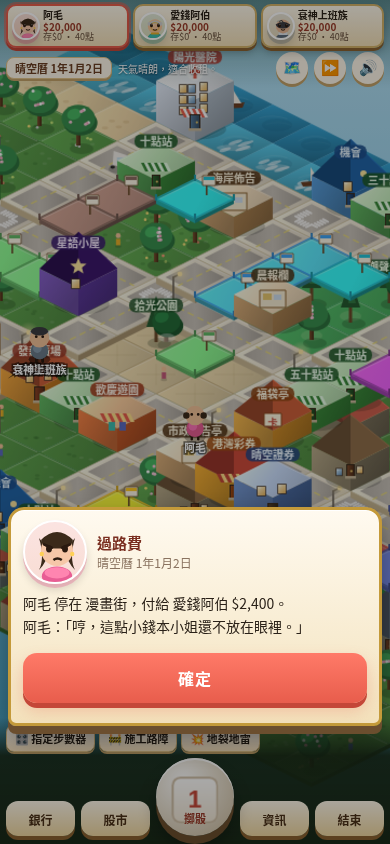 阿毛
$20,000
存$0・40點
愛錢阿伯
$20,000
存$0・40點
衰神上班族
$20,000
存$0・40點
晴空曆 1年1月2日
陽光醫院
十點站
機會
海岸佈告
三十
星語小屋
晨報欄
拾光公園
十點站
衰神上班族
點站
五十點站
歡慶遊園
福袋亭
阿毛
港灣彩券
晴空證券
過路費
晴空曆 1年1月2日
阿毛 停在 漫畫街，付給 愛錢阿伯 $2,400。
阿毛：「哼，這點小錢本小姐還不放在眼裡。」
確定
指定步數器
施工路障
地裂地雷
1
擲骰
銀行
股市
資訊
結束